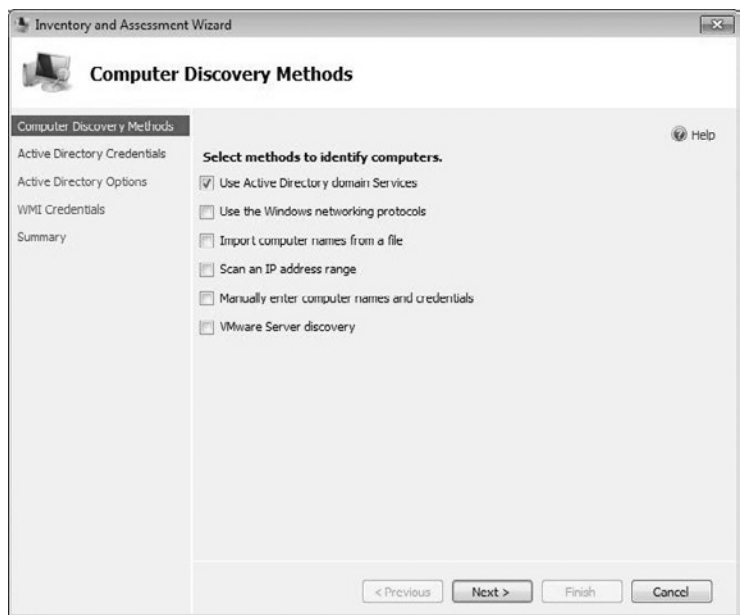 Inventory and Assessment Wizard
Computer Discovery Methods
Computer Discovery Methods
Active Directory Credentials
Active Directory Options
WMI Credentials
Summary
Help
Select methods to identify computers.
Use Active Directory domain Services
Use the Windows networking protocols
Import computer names from a file
Scan an IP address range
Manually enter computer names and credentials
VMware Server discovery
< Previous
Next >
Finish
Cancel